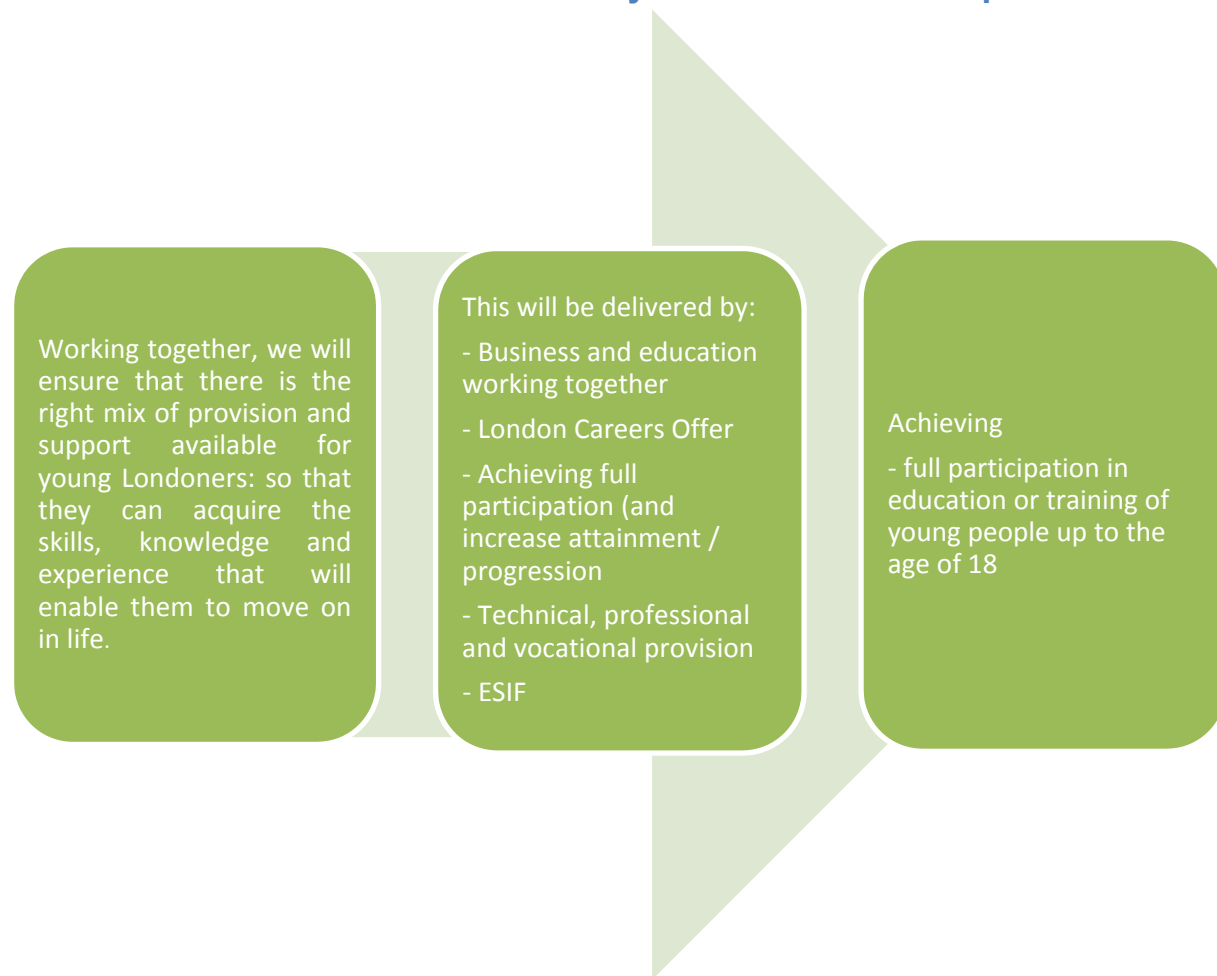 Working together, we will
ensure that there is the
right mix of provision and
support available for
young Londoners: so that
they can acquire the
skills, knowledge and
experience that will
enable them to move on
in life.
This will be delivered by:
- Business and education
working together
- London Careers Offer
- Achieving full
participation (and
increase attainment /
progression
- Technical, professional
and vocational provision
- ESIF
Achieving
- full participation in
education or training of
young people up to the
age of 18